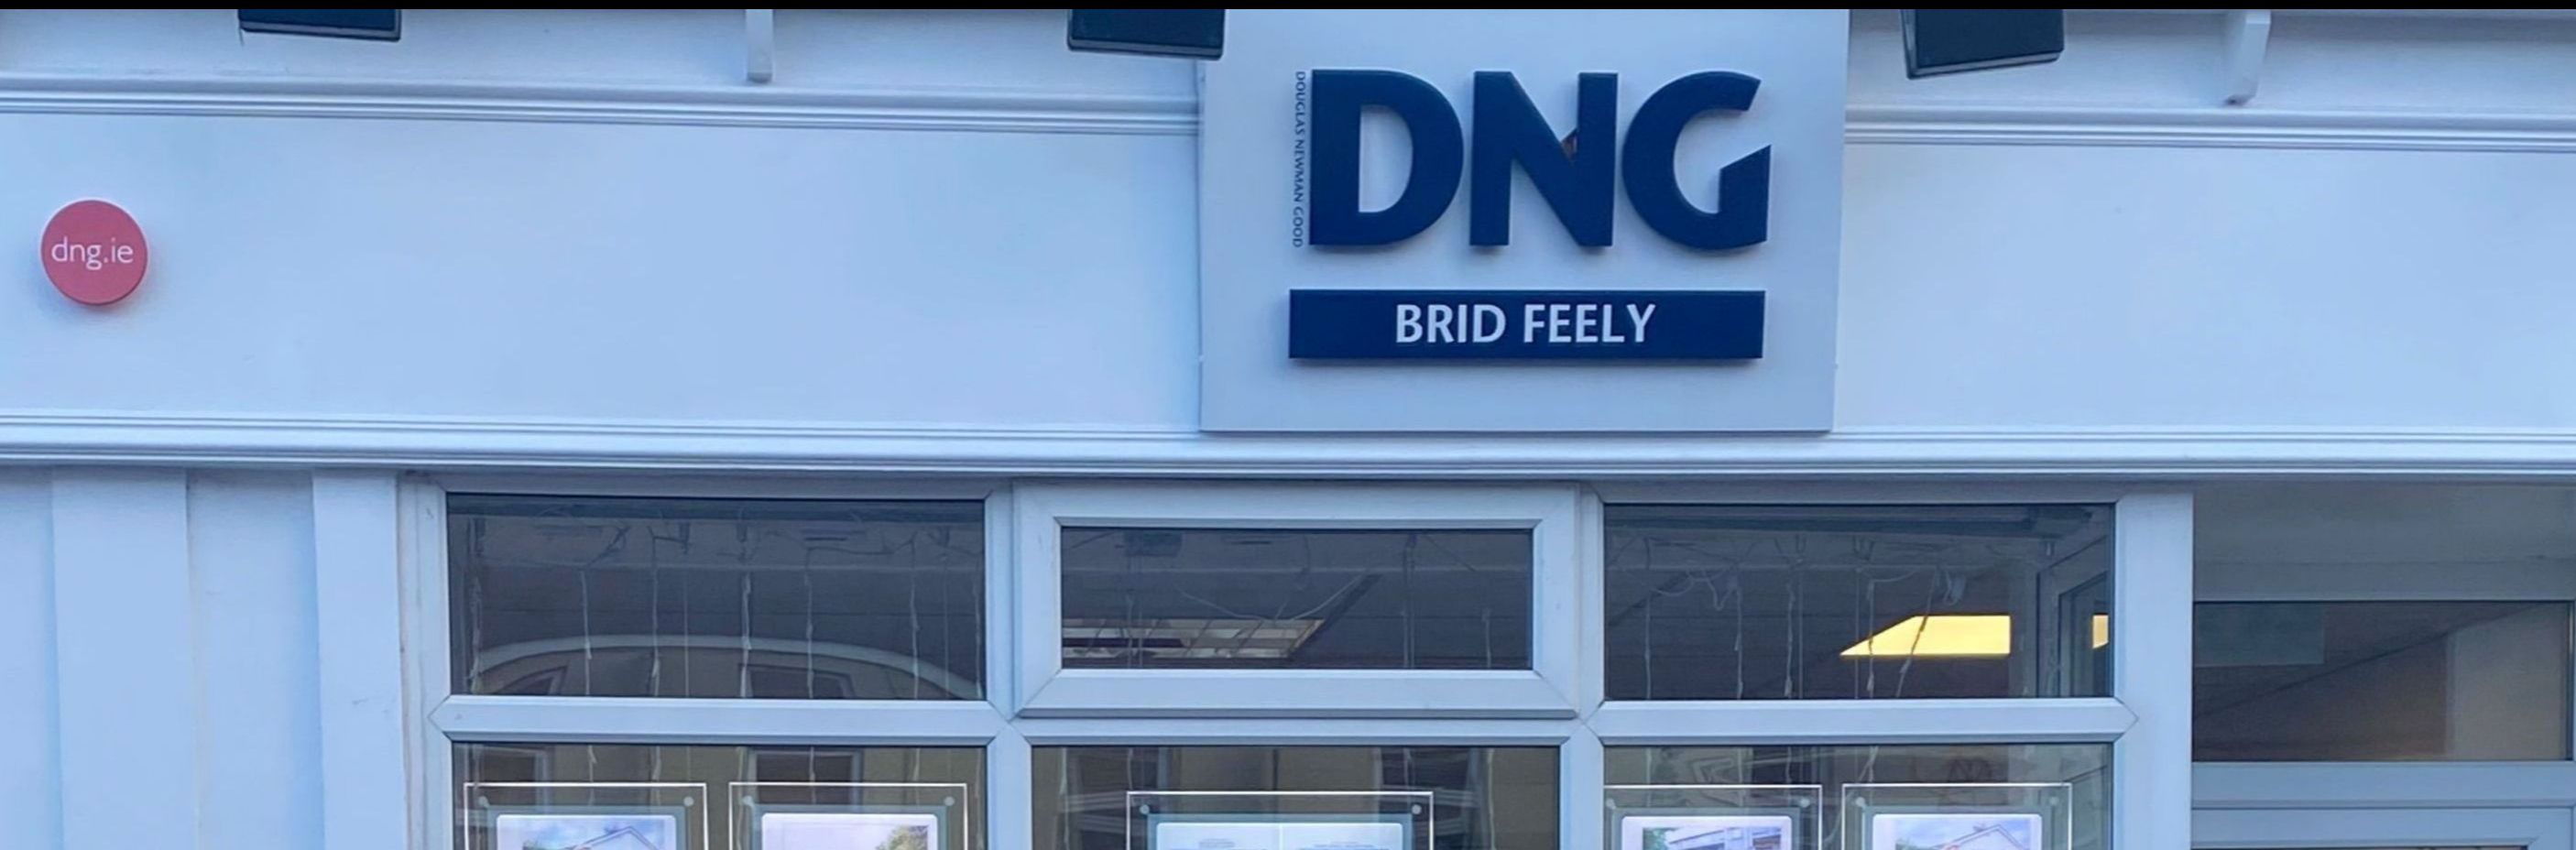 dng.ie
DOUGLAS NEWMAN GOOD
DNG
BRID FEELY